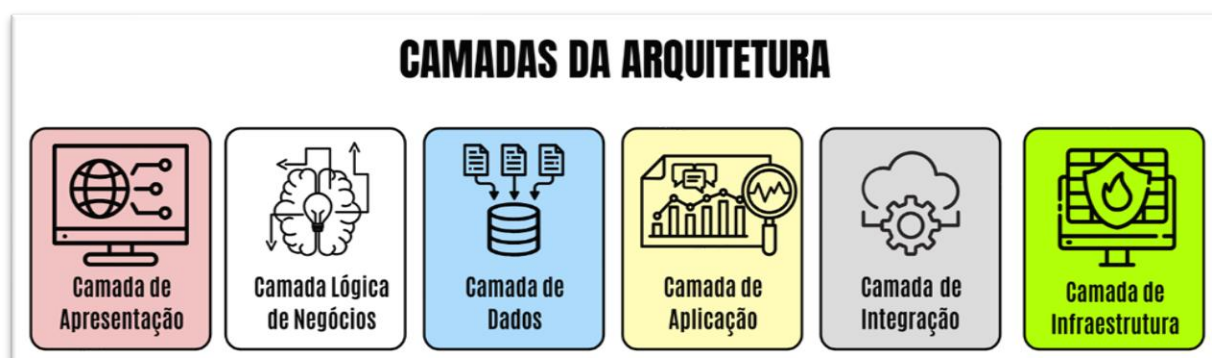 CAMADAS DA ARQUITETURA
Camada de
Apresentação
Camada Lógica
de Negócios
Camada de
Dados
Camada de
Aplicação
Camada de
Integração
Camada de
Infraestrutura